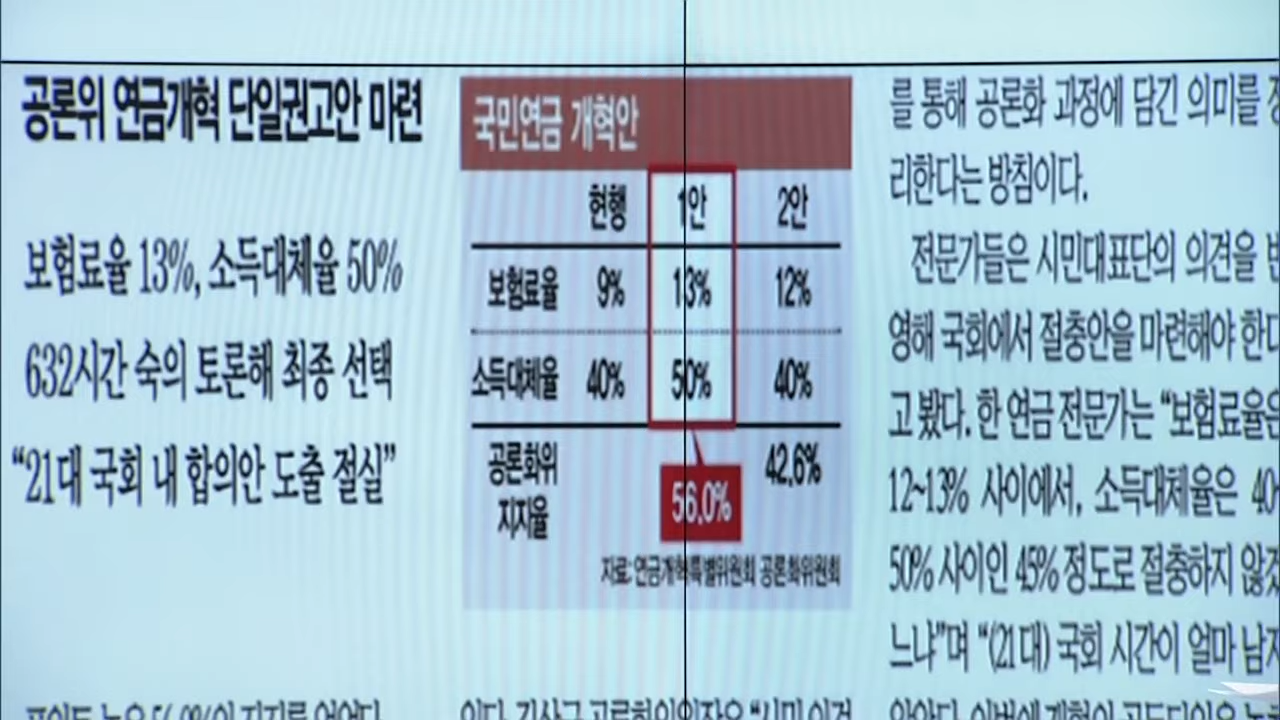 공론위 연금개혁 단일권고안 마련
보험료율 13%, 소득대체율 50%
632시간 숙의 토론해 최종 선택
“21대 국회 내 합의안 도출 절실”
국민연금 개혁안
현행 1안 2안
보험료율 9% 13% 12%
소득대체율 40% 50% 40%
공론화위 지지율 56.0% 42.6%
자료: 연금개혁특별위원회 공론화위원회
를 통해 공론화 과정에 담긴 의미를
리한다는 방침이다.
전문가들은 시민대표단의 의견을
영해 국회에서 절충안을 마련해야 한다
고 봤다. 한 연금 전문가는 “보험료율은
12~13% 사이에서, 소득대체율은 40~
50% 사이인 45% 정도로 절충하지 않겠
느냐”며 “(21대) 국회 시간이 얼마 남지